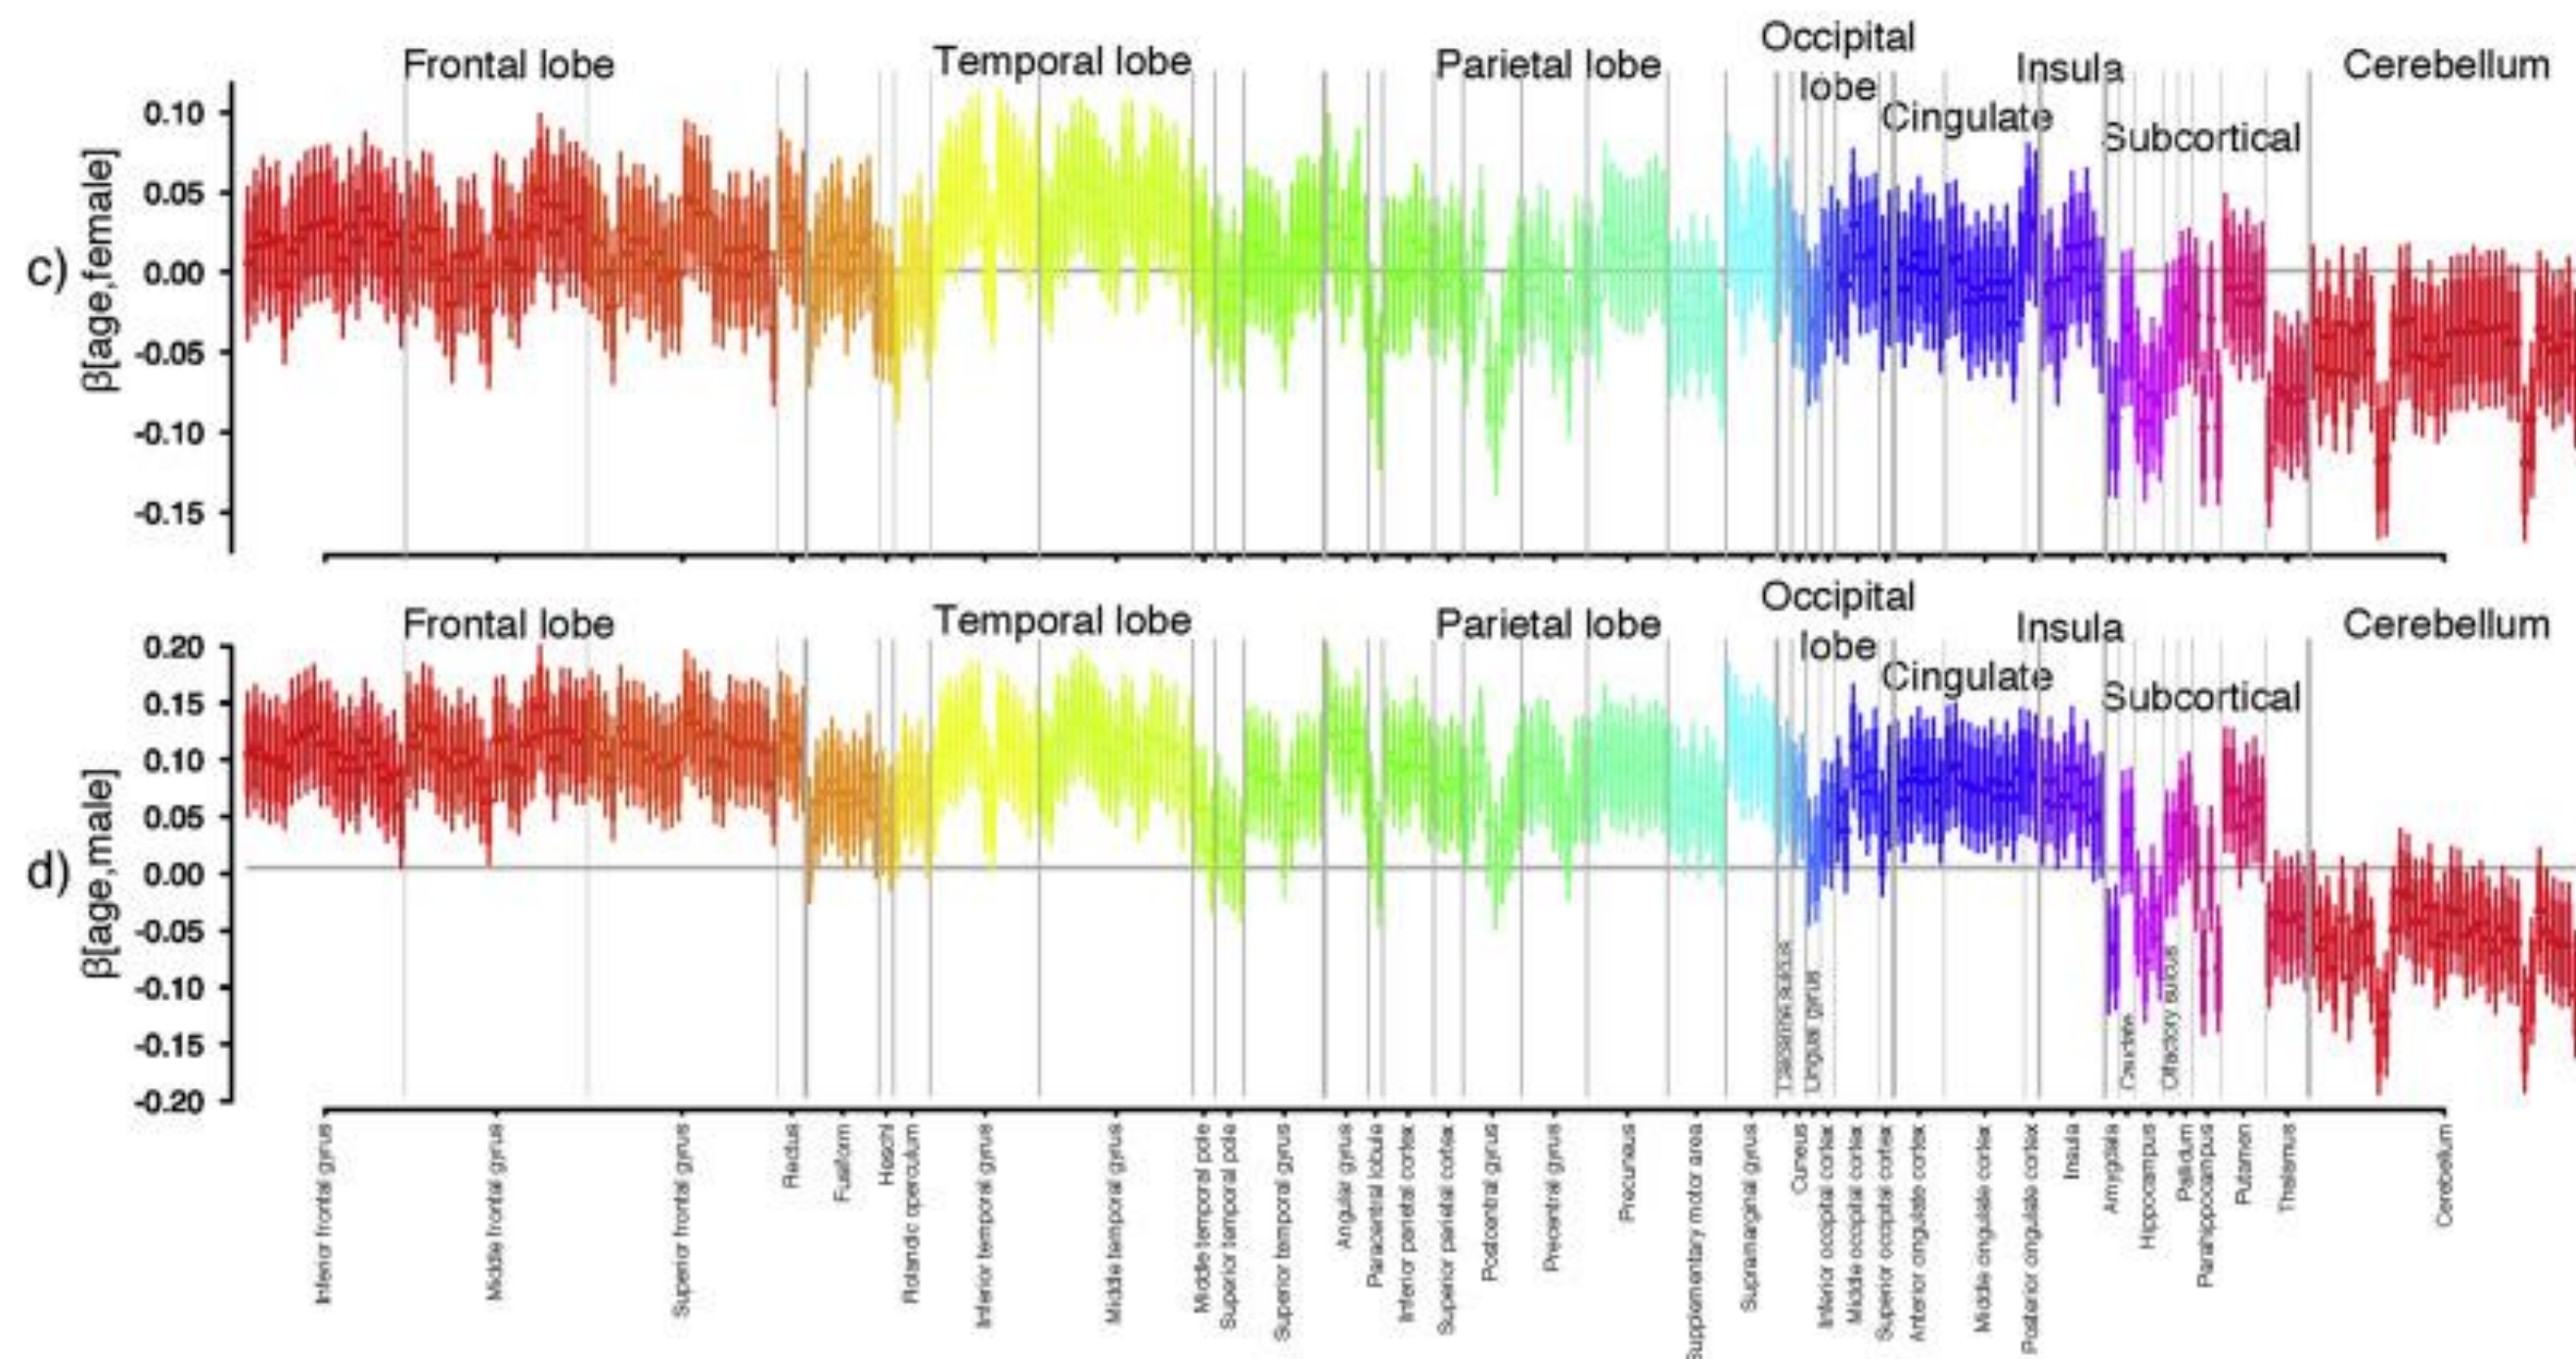 c)
β[age,female]
0.10
0.05
0.00
-0.05
-0.10
-0.15
Frontal lobe
Temporal lobe
Parietal lobe
Occipital
lobe
Cingulate
Insula
Subcortical
Cerebellum
d)
β[age,male]
0.20
0.15
0.10
0.05
0.00
-0.05
-0.10
-0.15
-0.20
Frontal lobe
Temporal lobe
Parietal lobe
Occipital
lobe
Cingulate
Insula
Subcortical
Cerebellum
Calcarine sulcus
Lingual gyrus
Caudate
Olfactory sulcus
Inferior frontal gyrus
Middle frontal gyrus
Superior frontal gyrus
Rectus
Fusiform
Heschl
Rolandic operculum
Inferior temporal gyrus
Middle temporal gyrus
Middle temporal pole
Superior temporal pole
Superior temporal gyrus
Angular gyrus
Paracentral lobule
Inferior parietal cortex
Superior parietal cortex
Postcentral gyrus
Precentral gyrus
Precuneus
Supplementary motor area
Supramarginal gyrus
Cuneus
Inferior occipital cortex
Middle occipital cortex
Superior occipital cortex
Anterior cingulate cortex
Middle cingulate cortex
Posterior cingulate cortex
Insula
Amygdala
Hippocampus
Pallidum
Parahippocampus
Putamen
Thalamus
Cerebellum